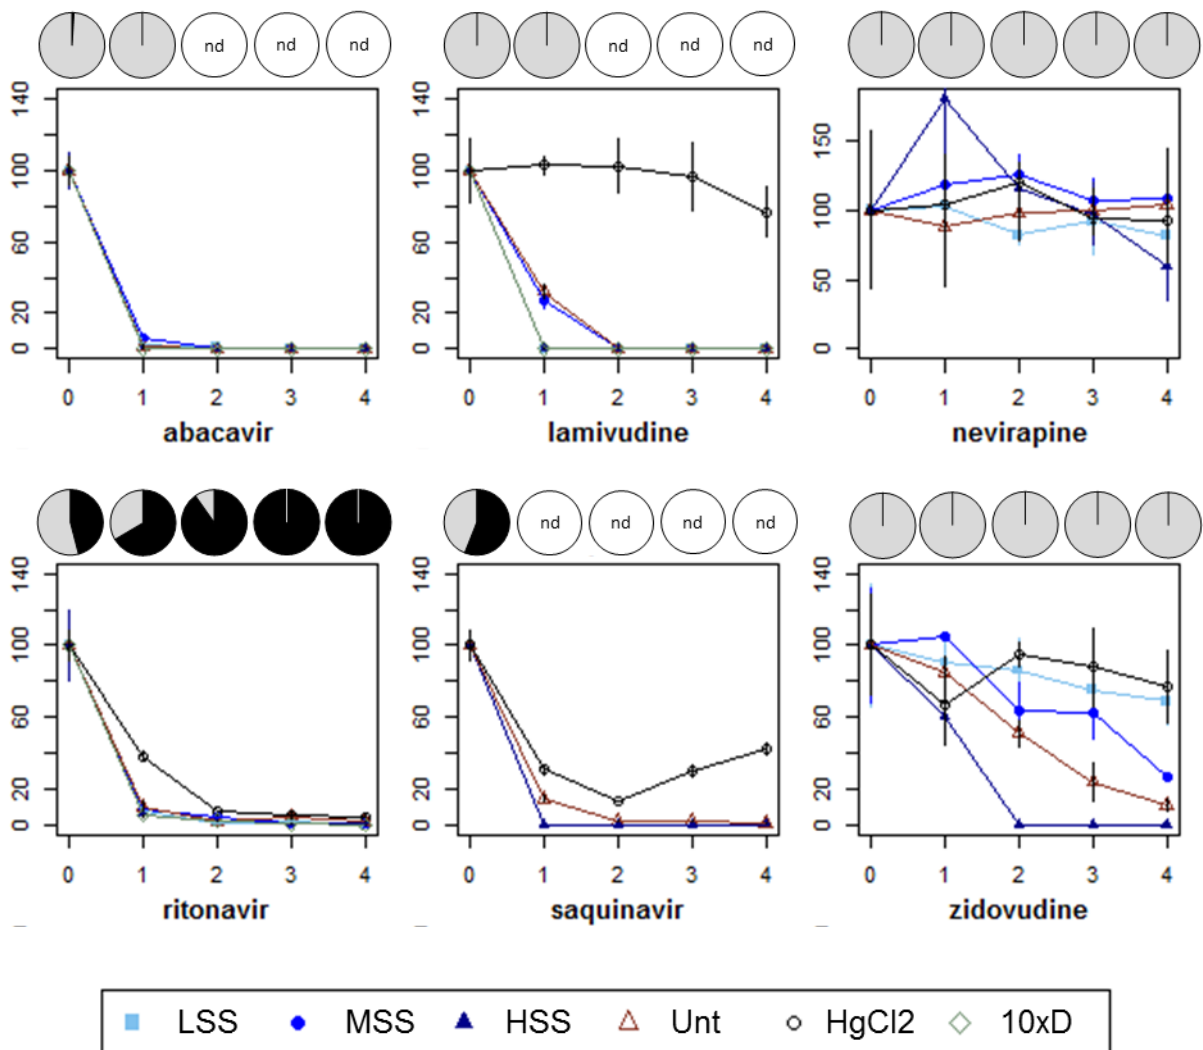 nd nd nd nd nd nd
140 100 60 20 0
140 100 60 20 0
150 100 50 0
0 1 2 3 4 0 1 2 3 4 0 1 2 3 4
abacavir lamivudine nevirapine
nd nd nd nd
140 100 60 20 0
140 100 60 20 0
140 100 60 20 0
0 1 2 3 4 0 1 2 3 4 0 1 2 3 4
ritonavir saquinavir zidovudine
LSS MSS HSS Unt HgCl2 10xD